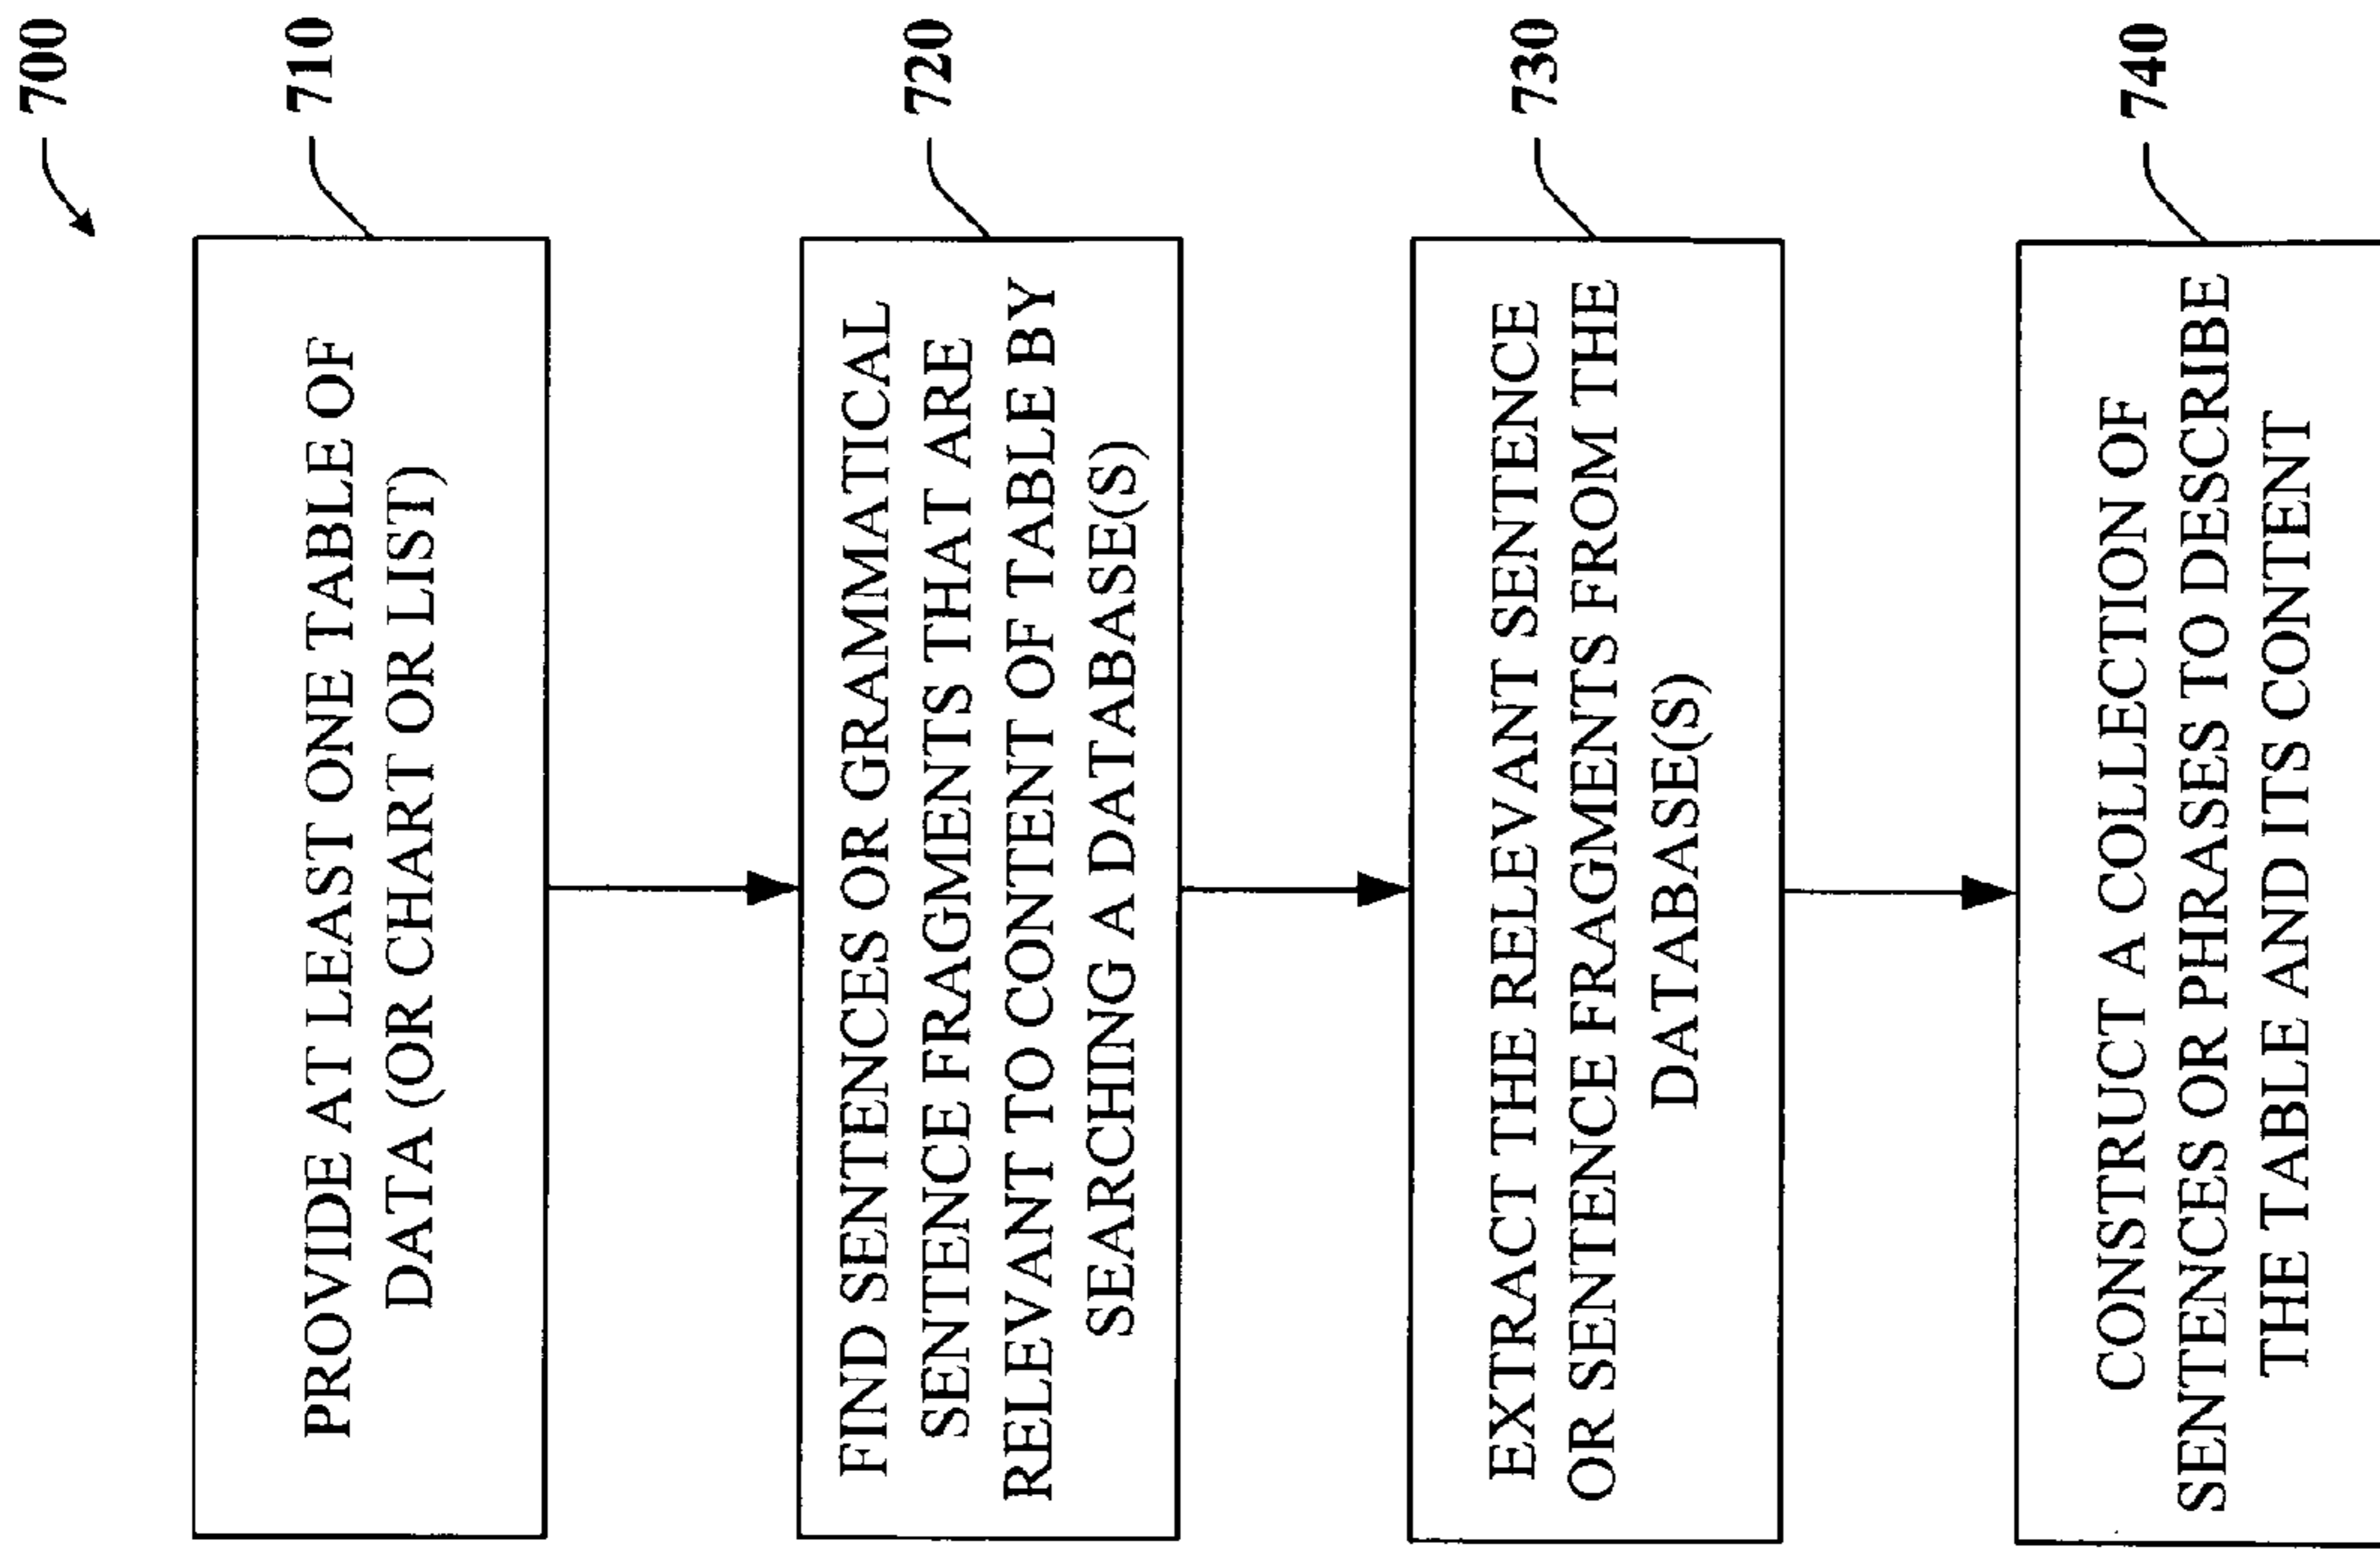 700
710
PROVIDE AT LEAST ONE TABLE OF
DATA (OR CHART OR LIST)
720
FIND SENTENCES OR GRAMMATICAL
SENTENCE FRAGMENTS THAT ARE
RELEVANT TO CONTENT OF TABLE BY
SEARCHING A DATABASE(S)
730
EXTRACT THE RELEVANT SENTENCE
OR SENTENCE FRAGMENTS FROM THE
DATABASE(S)
740
CONSTRUCT A COLLECTION OF
SENTENCES OR PHRASES TO DESCRIBE
THE TABLE AND ITS CONTENT